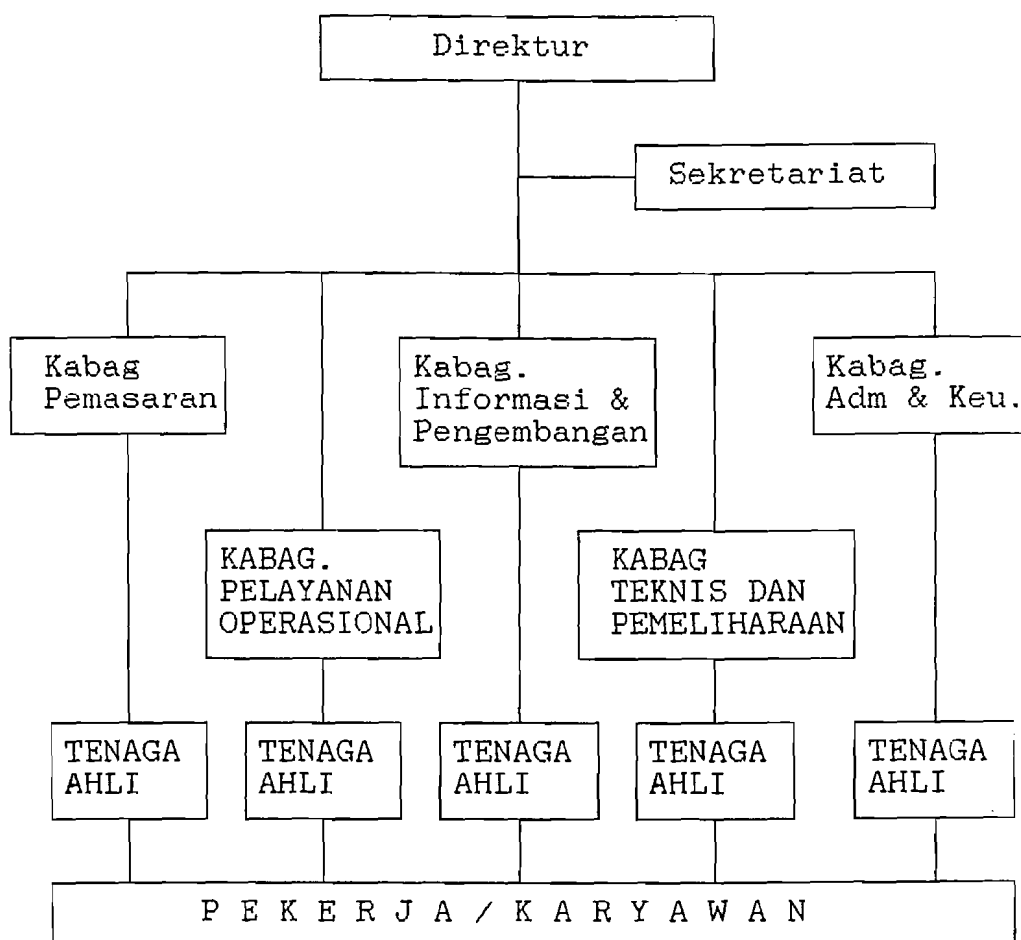 Direktur
Sekretariat
Kabag
Pemasaran
Kabag.
Informasi &
Pengembangan
Kabag.
Adm & Keu.
KABAG.
PELAYANAN
OPERASIONAL
KABAG
TEKNIS DAN
PEMELIHARAAN
TENAGA
AHLI
TENAGA
AHLI
TENAGA
AHLI
TENAGA
AHLI
TENAGA
AHLI
P E K E R J A / K A R Y A W A N